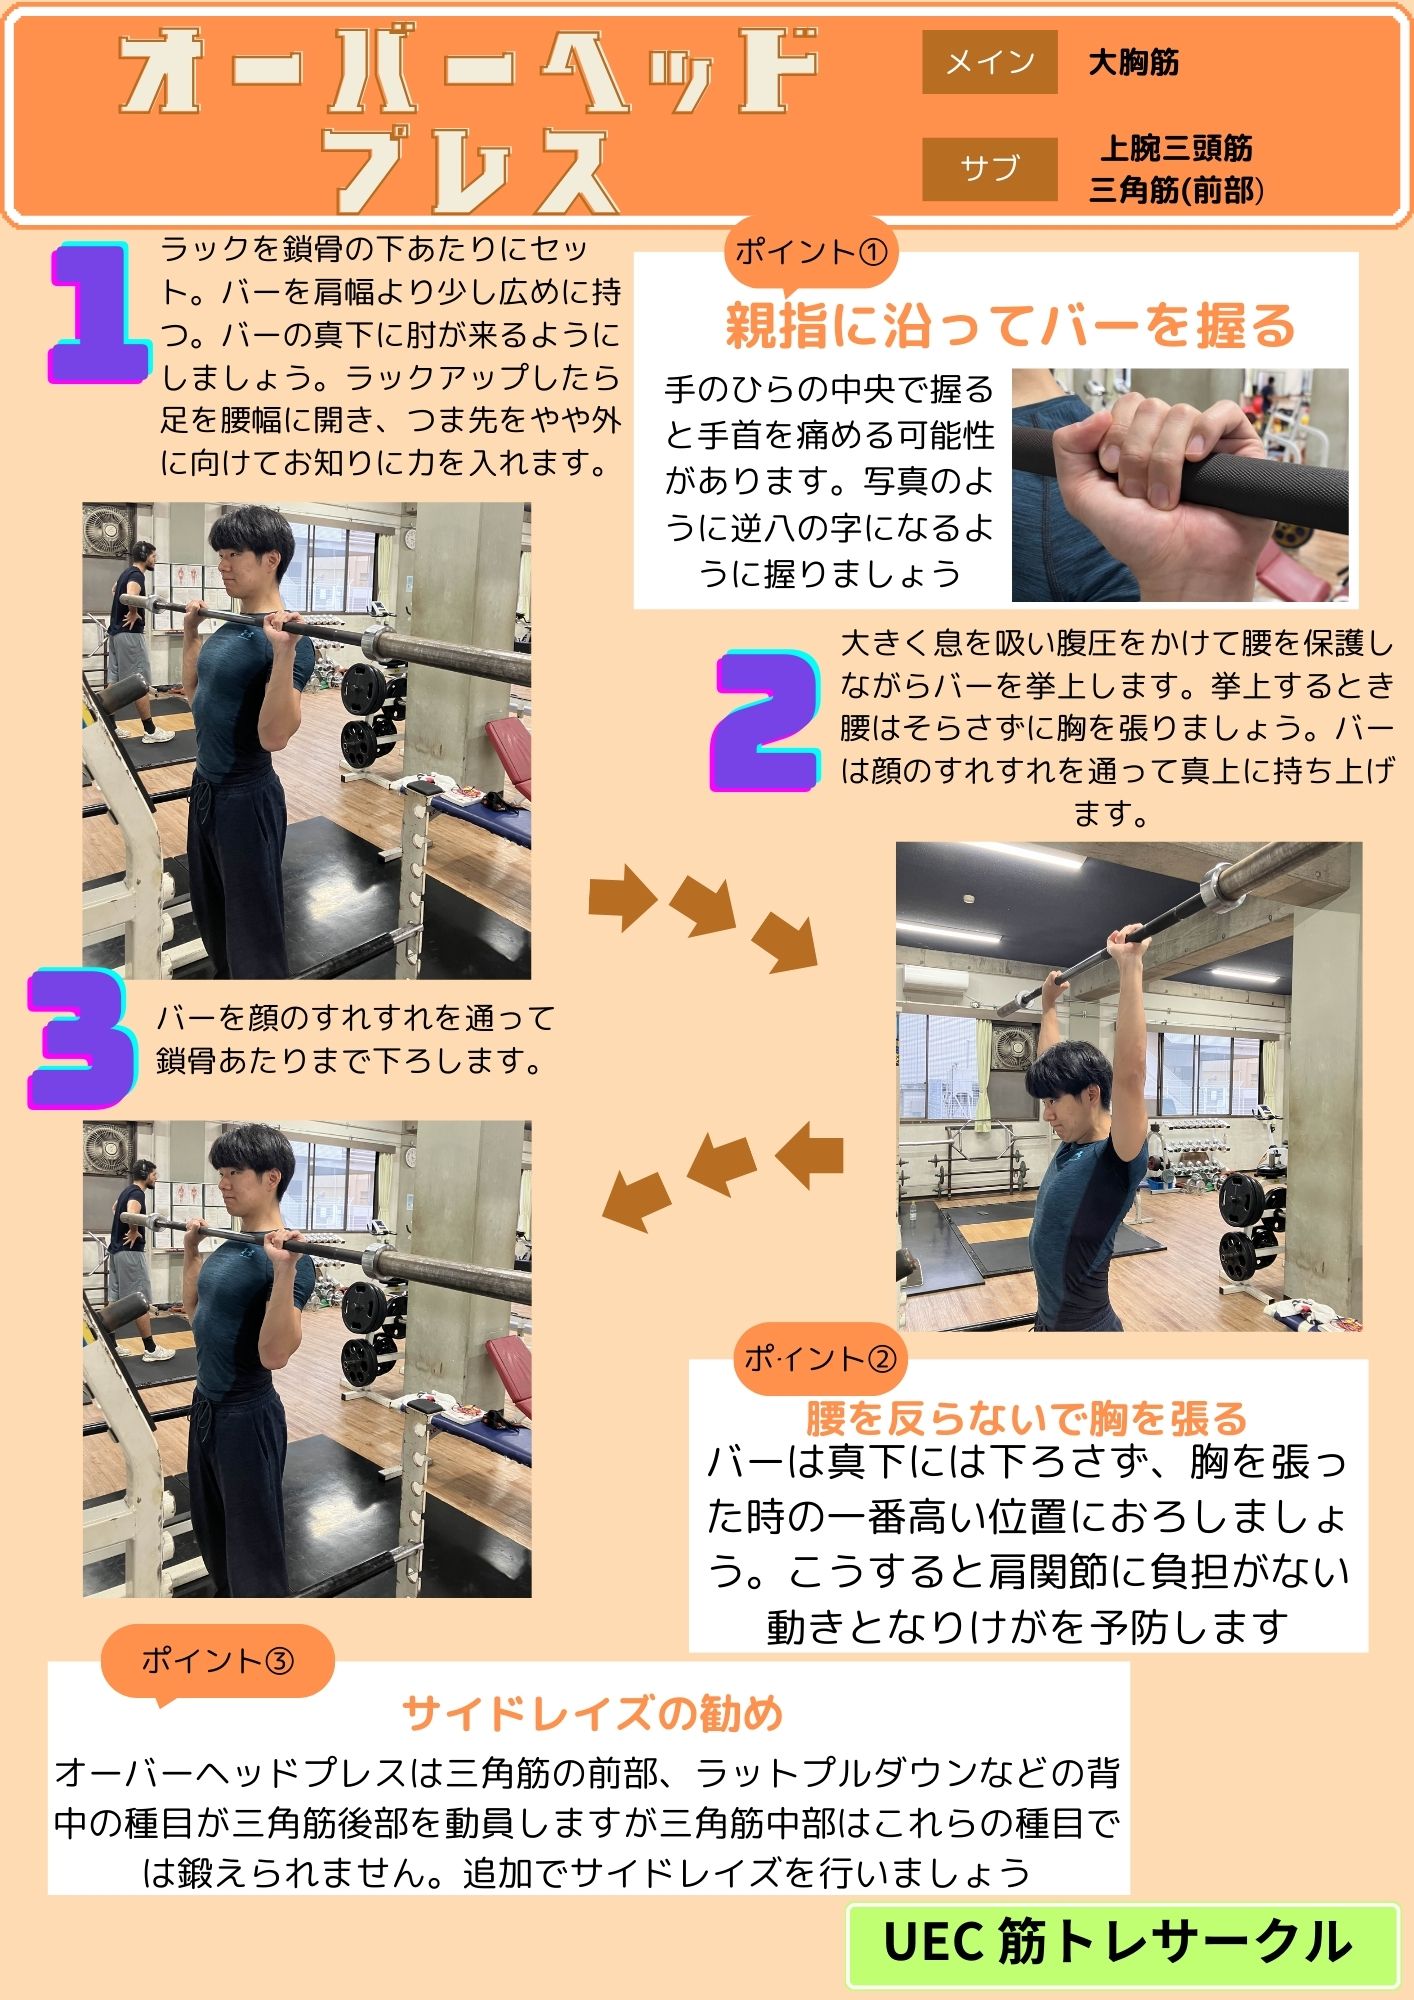 オーバーヘッド
プレス
メイン
大胸筋
サブ
上腕三頭筋
三角筋(前部)
1
ラックを鎖骨の下あたりにセッ
ト。バーを肩幅より少し広めに持
つ。バーの真下に肘が来るように
しましょう。ラックアップしたら
足を腰幅に開き、つま先をやや外
に向けてお知りに力を入れます。
ポイント①
親指に沿ってバーを握る
手のひらの中央で握る
と手首を痛める可能性
があります。写真のよ
うに逆八の字になるよ
うに握りましょう
2
大きく息を吸い腹圧をかけて腰を保護し
ながらバーを挙上します。挙上するとき
腰はそらさずに胸を張りましょう。バー
は顔のすれすれを通って真上に持ち上げ
ます。
3
バーを顔のすれすれを通って
鎖骨あたりまで下ろします。
ポイント②
腰を反らないで胸を張る
バーは真下には下ろさず、胸を張っ
た時の一番高い位置におろしましょ
う。こうすると肩関節に負担がない
動きとなりけがを予防します
ポイント③
サイドレイズの勧め
オーバーヘッドプレスは三角筋の前部、ラットプルダウンなどの背
中の種目が三角筋後部を動員しますが三角筋中部はこれらの種目で
は鍛えられません。追加でサイドレイズを行いましょう
UEC 筋トレサークル